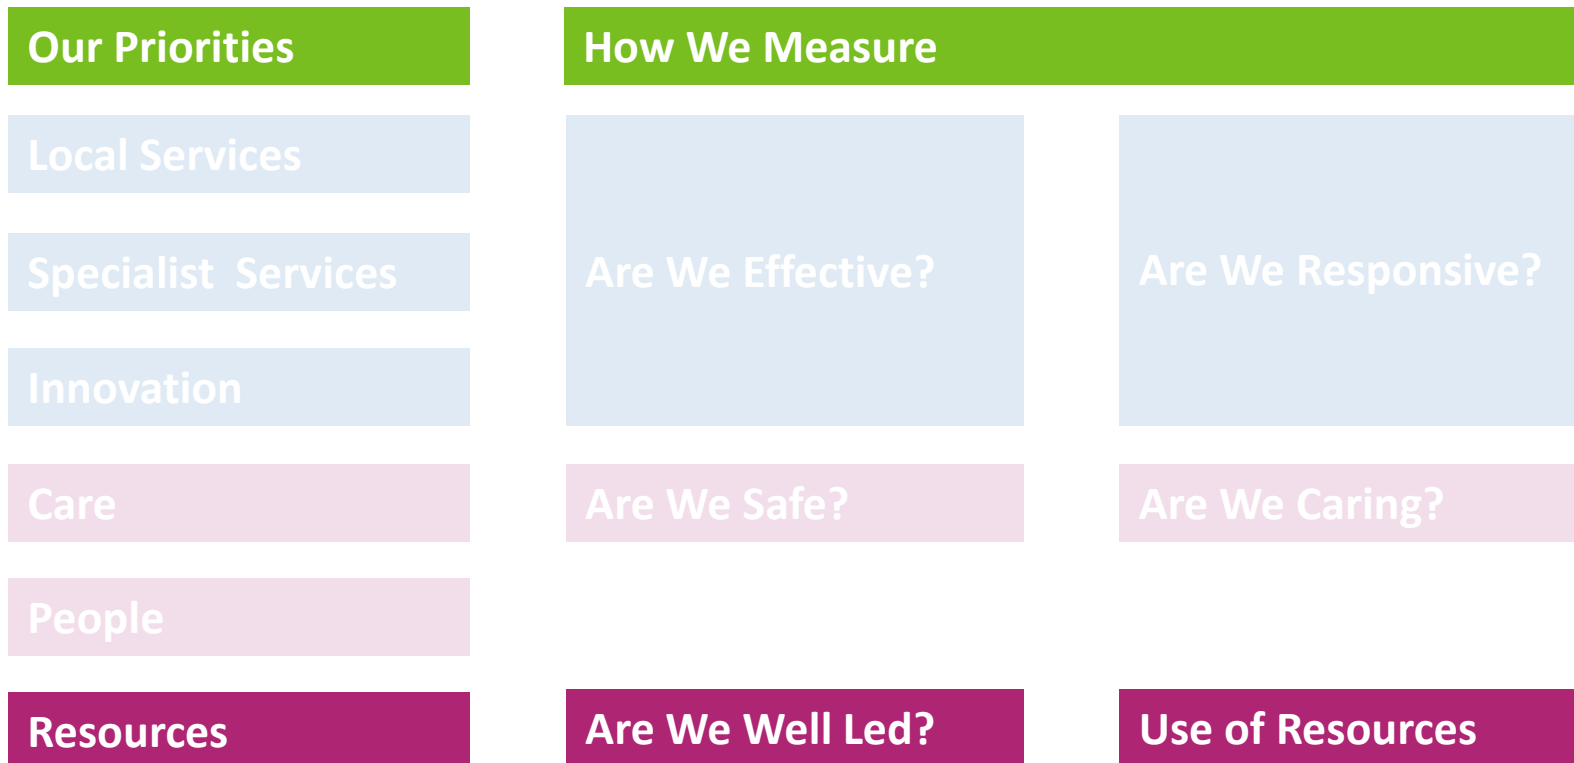 Our Priorities
How We Measure
Local Services
Specialist  Services
Are We Effective?
Are We Responsive?
Innovation
Care
Are We Safe?
Are We Caring?
People
Resources
Are We Well Led?
Use of Resources